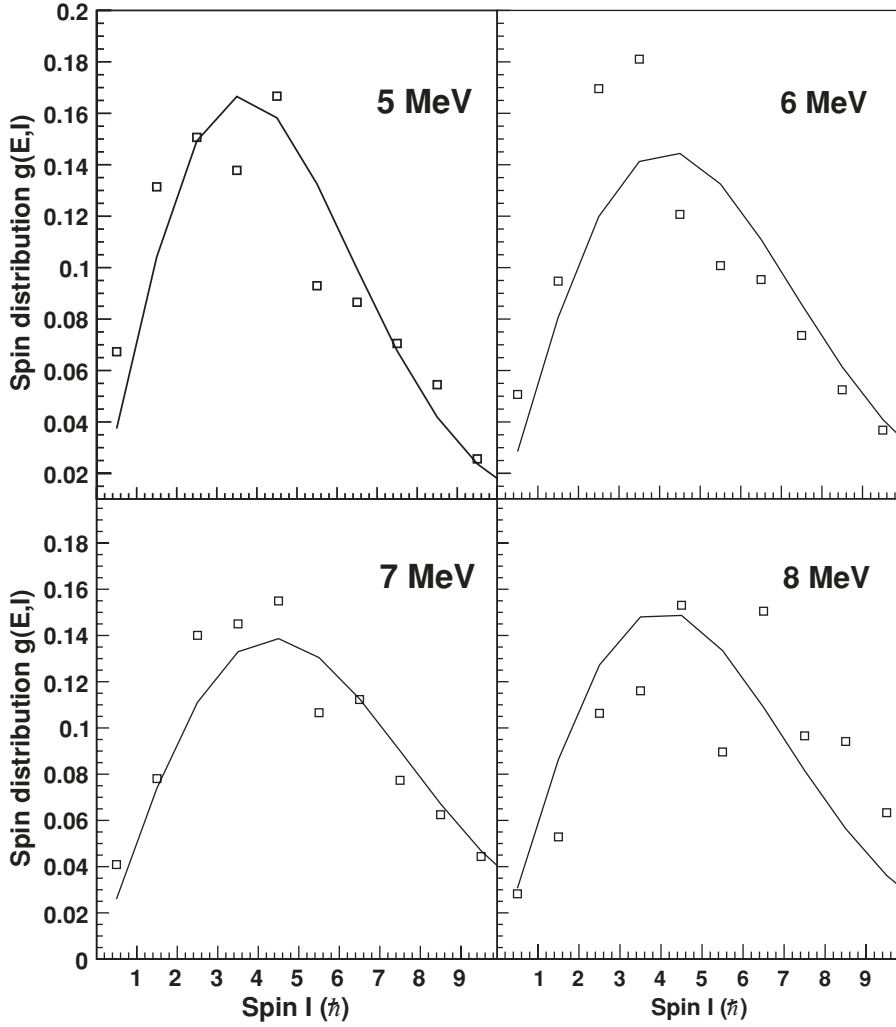 0.2
0.18
0.16
0.14
0.12
0.1
0.08
0.06
0.04
0.02
Spin distribution g(E,I)
5 MeV
6 MeV
0.18
0.16
0.14
0.12
0.1
0.08
0.06
0.04
0.02
0
Spin distribution g(E,I)
7 MeV
8 MeV
1 2 3 4 5 6 7 8 9
Spin I (ℏ)
1 2 3 4 5 6 7 8 9
Spin I (ℏ)